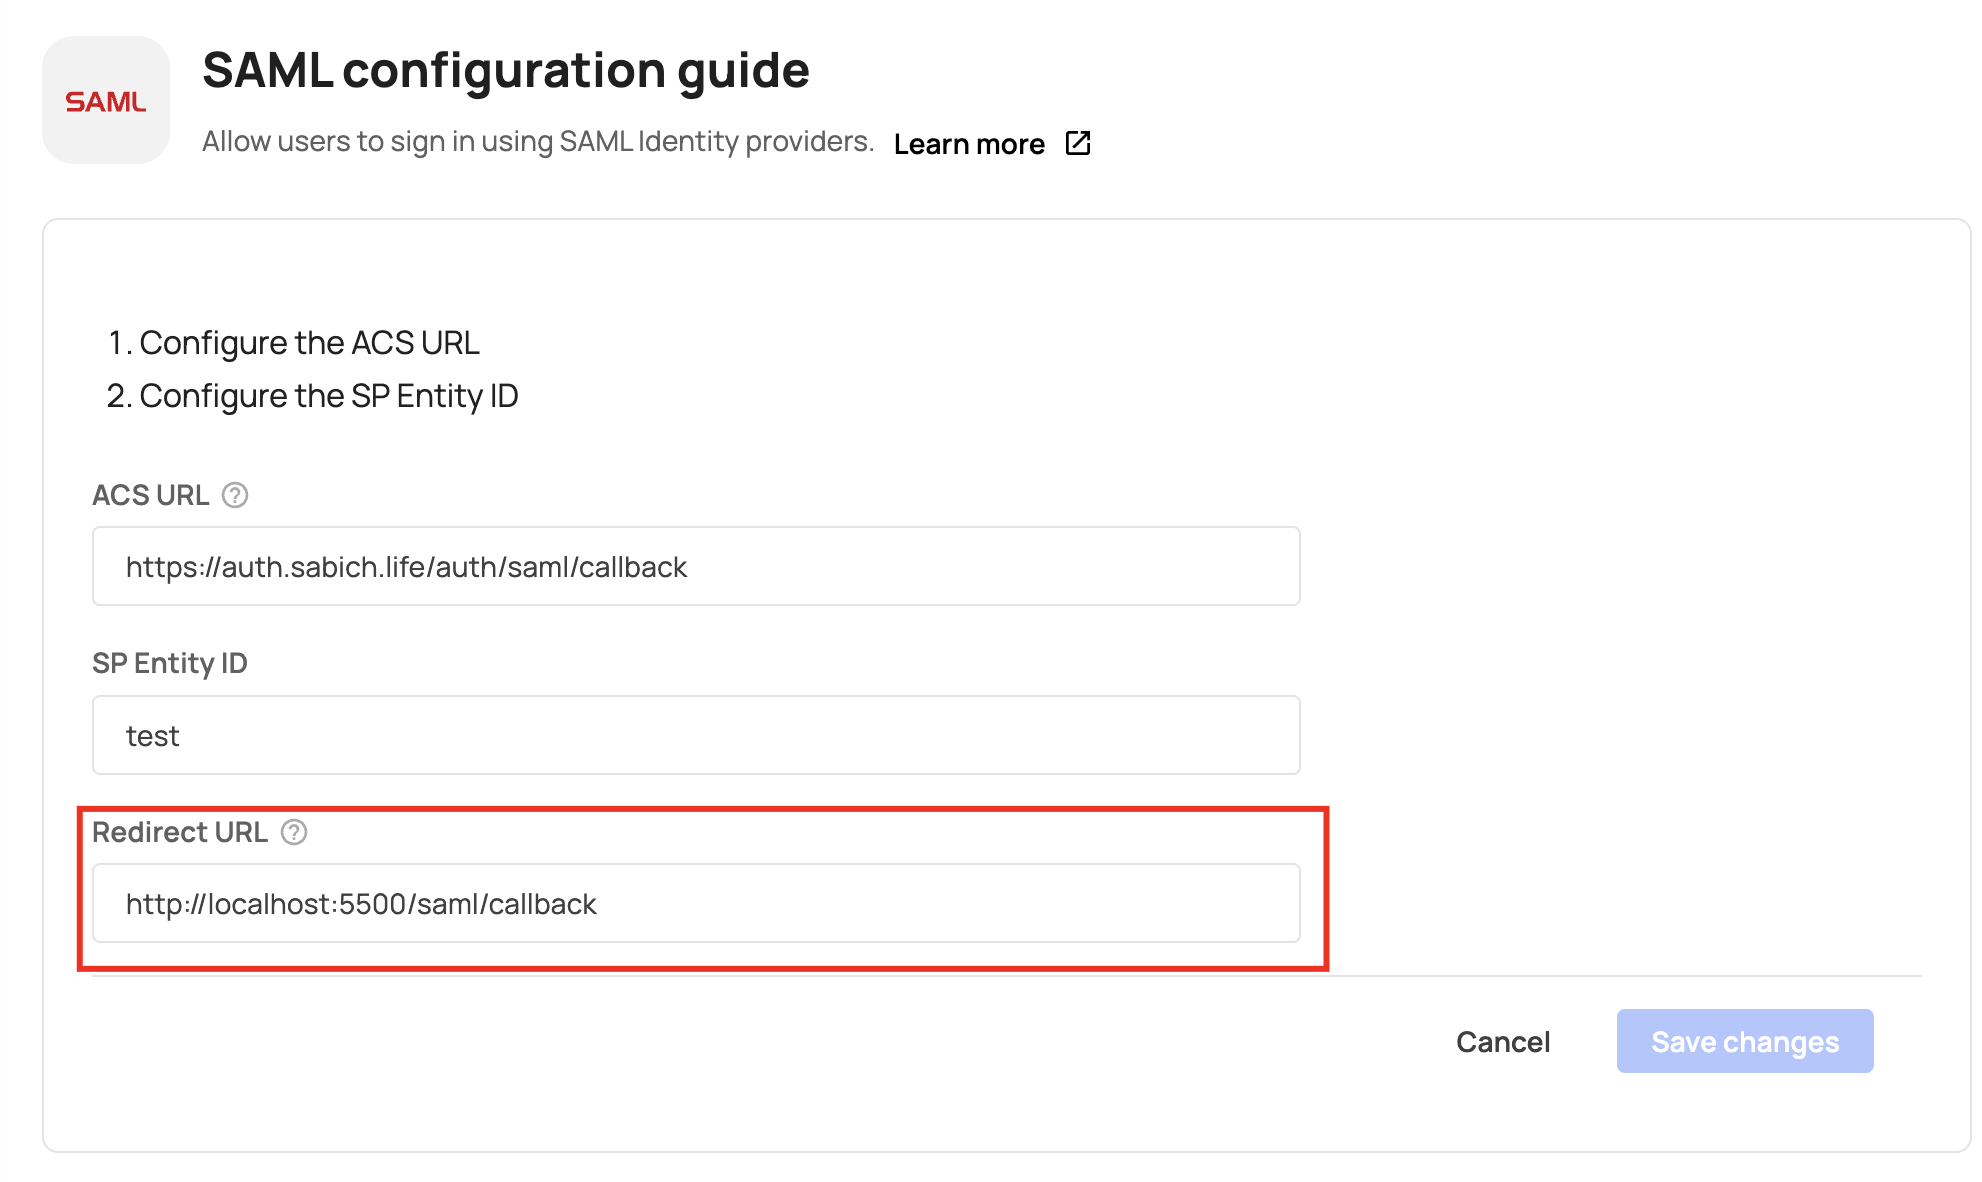 SAML
SAML configuration guide
Allow users to sign in using SAML Identity providers. Learn more
1. Configure the ACS URL
2. Configure the SP Entity ID
ACS URL ?
https://auth.sabich.life/auth/saml/callback
SP Entity ID
test
Redirect URL ?
http://localhost:5500/saml/callback
Cancel Save changes